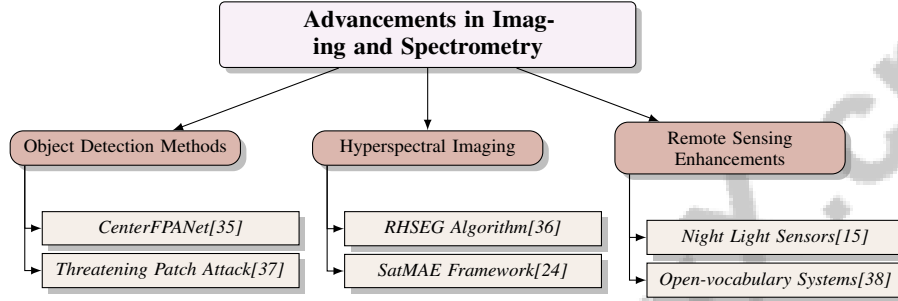 Advancements in Imag-
ing and Spectrometry
Object Detection Methods
Hyperspectral Imaging
Remote Sensing
Enhancements
CenterFPANet[35]
Threatening Patch Attack[37]
RHSEG Algorithm[36]
SatMAE Framework[24]
Night Light Sensors[15]
Open-vocabulary Systems[38]